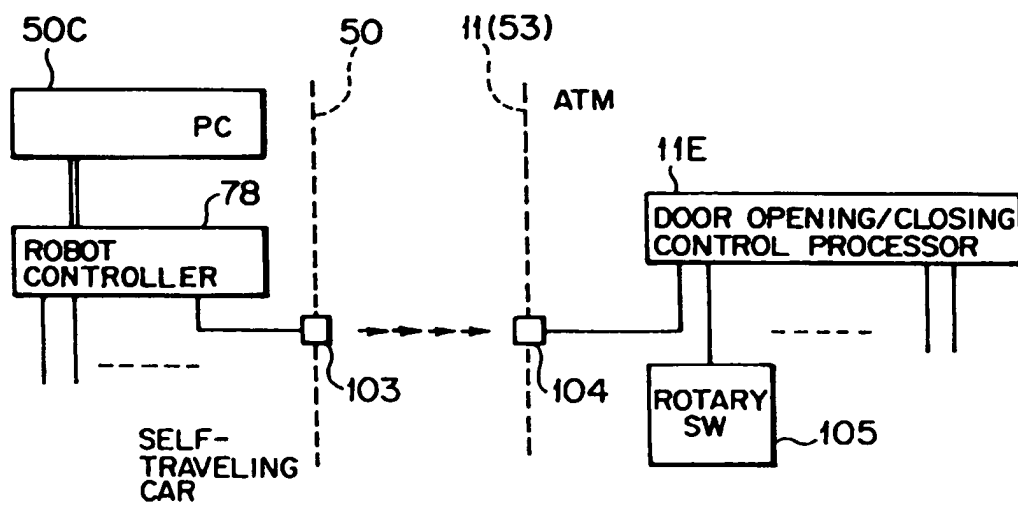 50C
50
11(53)
ATM
PC
11E
78
DOOR OPENING/CLOSING
CONTROL PROCESSOR
ROBOT
CONTROLLER
103
104
ROTARY
SW
105
SELF-
TRAVELING
CAR